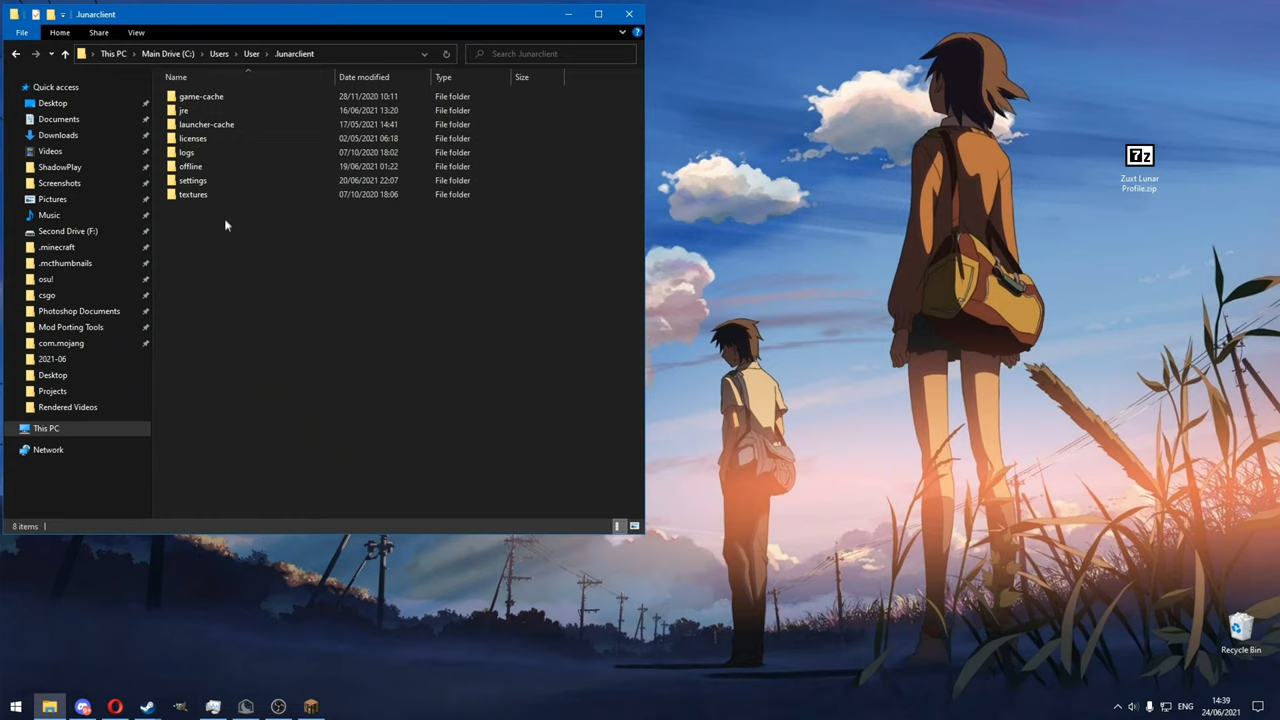 .lunarclient
File
Home
Share
View
This PC
Main Drive (C:)
Users
User
.lunarclient
Search .lunarclient
Name
Date modified
Type
Size
Quick access
Desktop
Documents
Downloads
Videos
ShadowPlay
Screenshots
Pictures
Music
Second Drive (F:)
.minecraft
.mcthumbnails
osu!
csgo
Photoshop Documents
Mod Porting Tools
com.mojang
2021-06
Desktop
Projects
Rendered Videos
This PC
Network
game-cache 28/11/2020 10:11 File folder
jre 16/06/2021 13:20 File folder
launcher-cache 17/05/2021 14:41 File folder
licenses 02/05/2021 06:18 File folder
logs 07/10/2020 18:02 File folder
offline 19/06/2021 01:22 File folder
settings 20/06/2021 22:07 File folder
textures 07/10/2020 18:06 File folder
8 items
7z
Zuxt Lunar
Profile.zip
Recycle Bin
ENG
14:39
24/06/2021